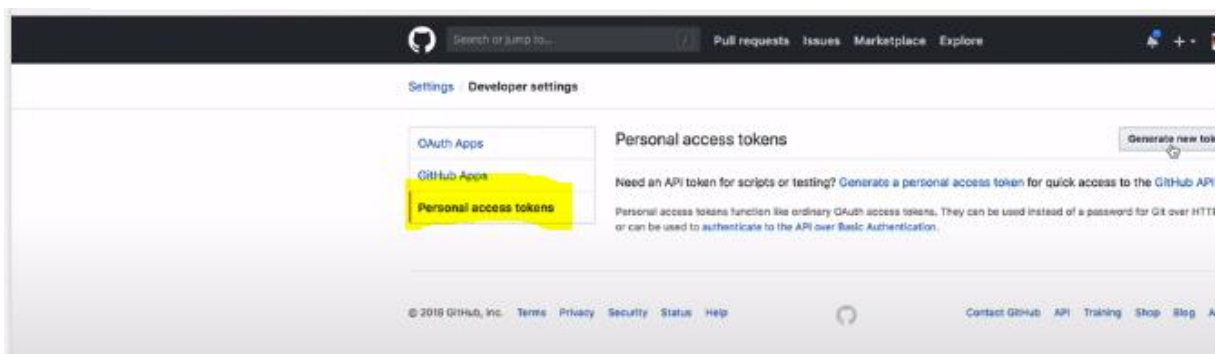 Search or jump to... /
Pull requests Issues Marketplace Explore
Settings / Developer settings
OAuth Apps
GitHub Apps
Personal access tokens
Personal access tokens
Generate new tok
Need an API token for scripts or testing? Generate a personal access token for quick access to the GitHub API
Personal access tokens function like ordinary OAuth access tokens. They can be used instead of a password for Git over HTT
or can be used to authenticate to the API over Basic Authentication.
GitHub, Inc. Terms Privacy Security Status Help
Contact GitHub API Training Shop Blog A